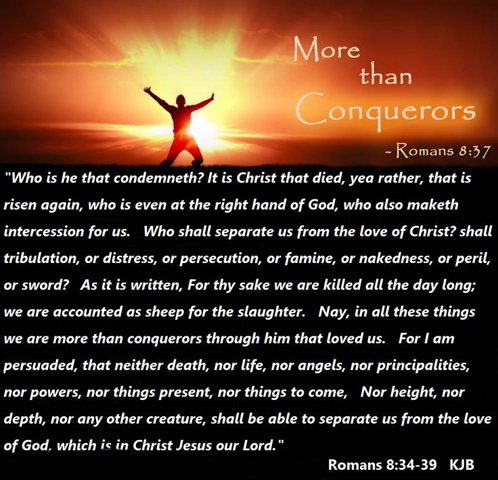 More
than
Conquerors
- Romans 8:37
"Who is he that condemneth? It is Christ that died, yea rather, that is
risen again, who is even at the right hand of God, who also maketh
intercession for us.   Who shall separate us from the love of Christ? shall
tribulation, or distress, or persecution, or famine, or nakedness, or peril,
or sword?   As it is written, For thy sake we are killed all the day long;
we are accounted as sheep for the slaughter.   Nay, in all these things
we are more than conquerors through him that loved us.   For I am
persuaded, that neither death, nor life, nor angels, nor principalities,
nor powers, nor things present, nor things to come,   Nor height, nor
depth, nor any other creature, shall be able to separate us from the love
of God, which is in Christ Jesus our Lord."
Romans 8:34-39   KJB